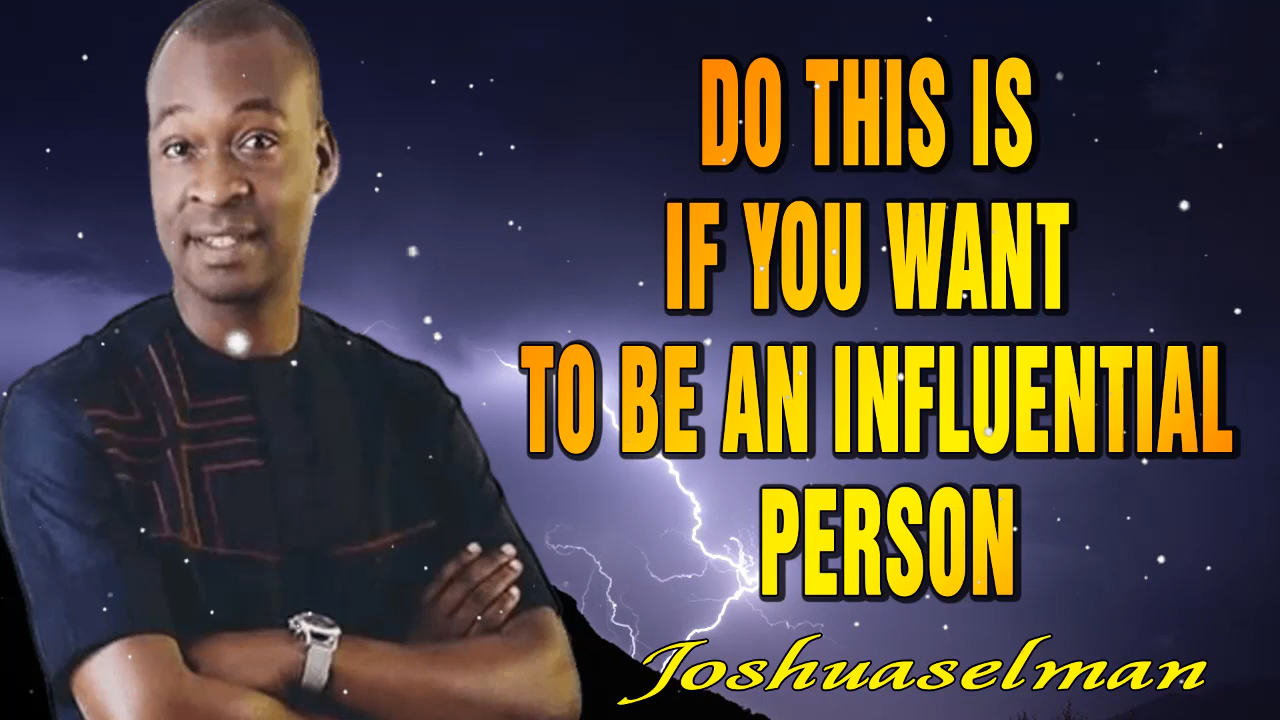 DO THIS IS
IF YOU WANT
TO BE AN INFLUENTIAL
PERSON
Joshuaselman